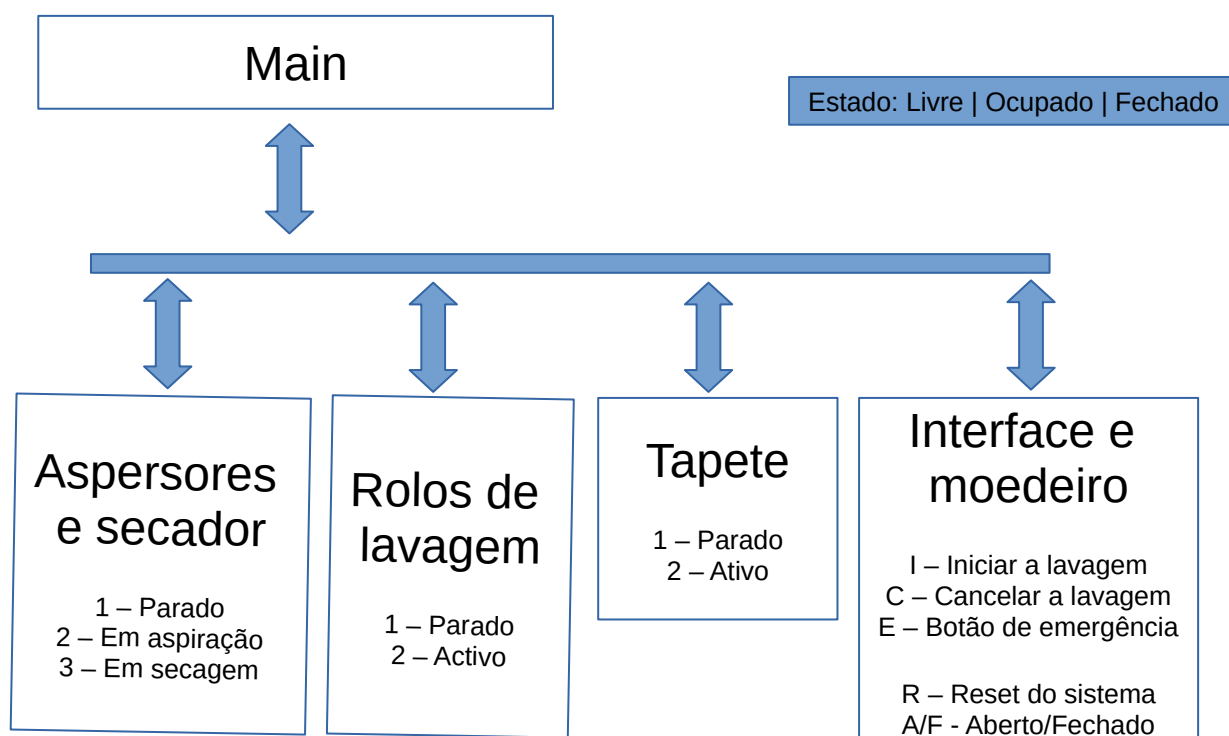 Main
Estado: Livre | Ocupado | Fechado
Aspersores
e secador
1 – Parado
2 – Em aspiração
3 – Em secagem
Rolos de
lavagem
1 – Parado
2 – Activo
Tapete
1 – Parado
2 – Ativo
Interface e
moedeiro
I – Iniciar a lavagem
C – Cancelar a lavagem
E – Botão de emergência
R – Reset do sistema
A/F - Aberto/Fechado